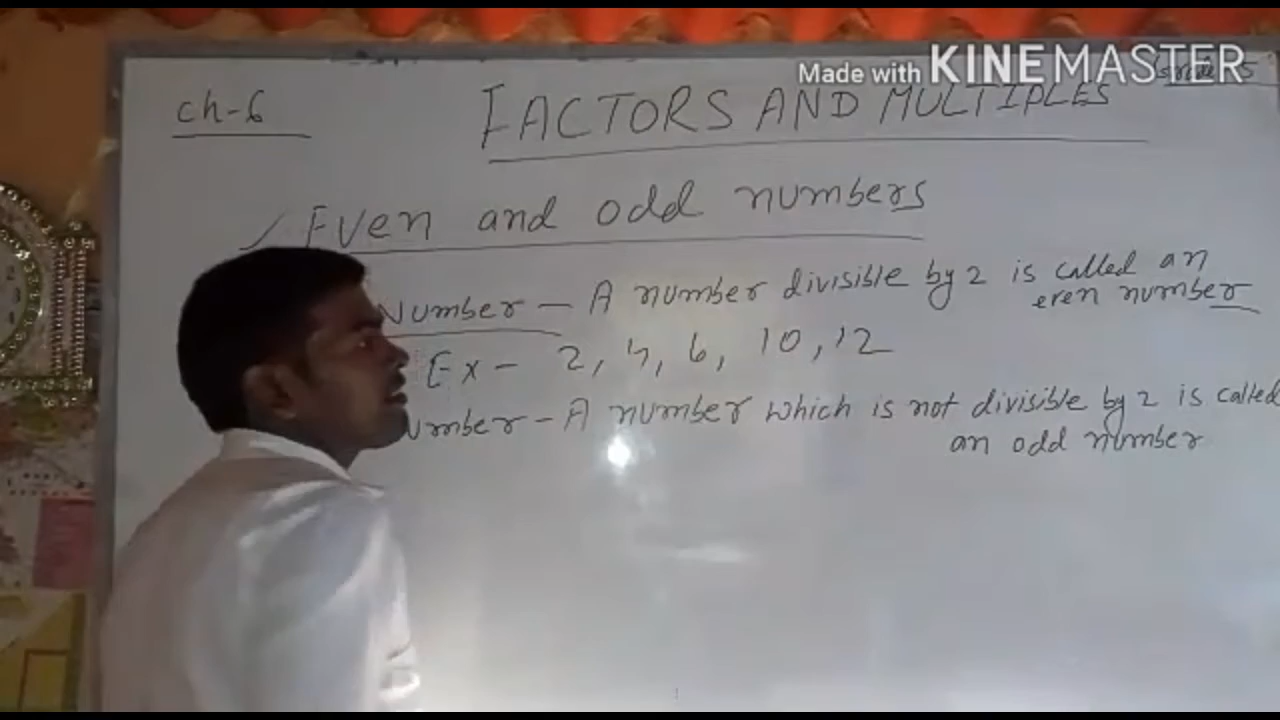 Made with KINEMASTER
Ch-6
FACTORS AND MULTIPLES
Even and odd numbers
Number - A number divisible by 2 is called an
even number
Ex - 2, 4, 6, 10, 12
umber - A number which is not divisible by 2 is called
an odd number